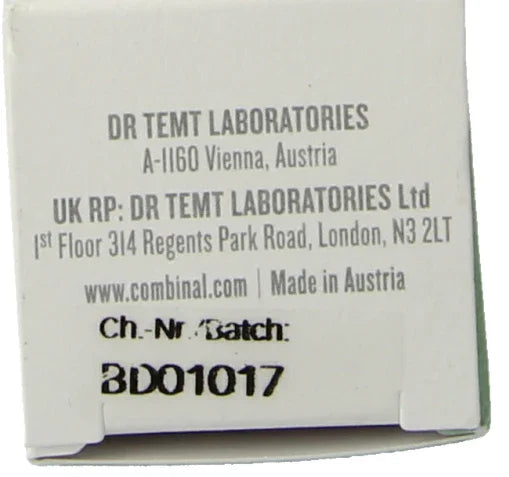 DR TEMT LABORATORIES
A-1160 Vienna, Austria
UK RP: DR TEMT LABORATORIES Ltd
1st Floor 314 Regents Park Road, London, N3 2LT
www.combinal.com | Made in Austria
Ch.-Nr./Batch:
BD01017